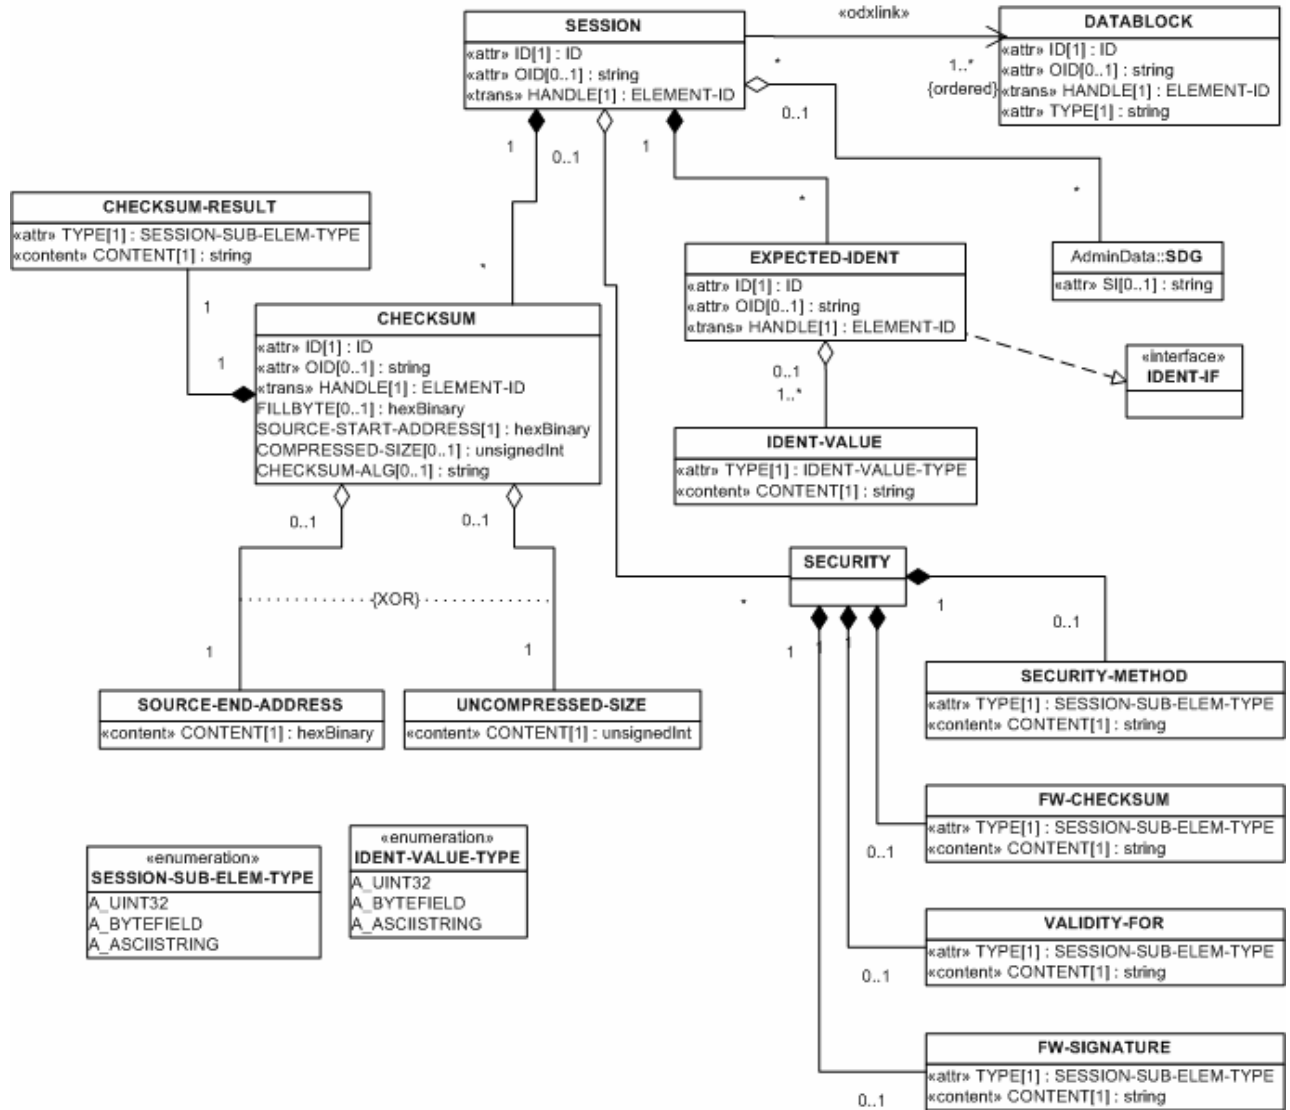 SESSION
«attr» ID[1] : ID
«attr» OID[0..1] : string
«trans» HANDLE[1] : ELEMENT-ID
«odxlink»
*
1..*
{ordered}
DATABLOCK
«attr» ID[1] : ID
«attr» OID[0..1] : string
«trans» HANDLE[1] : ELEMENT-ID
«attr» TYPE[1] : string
0..1
*
1
0..1
1
*
*
CHECKSUM-RESULT
«attr» TYPE[1] : SESSION-SUB-ELEM-TYPE
«content» CONTENT[1] : string
1
1
EXPECTED-IDENT
«attr» ID[1] : ID
«attr» OID[0..1] : string
«trans» HANDLE[1] : ELEMENT-ID
AdminData::SDG
«attr» SI[0..1] : string
CHECKSUM
«attr» ID[1] : ID
«attr» OID[0..1] : string
«trans» HANDLE[1] : ELEMENT-ID
FILLBYTE[0..1] : hexBinary
SOURCE-START-ADDRESS[1] : hexBinary
COMPRESSED-SIZE[0..1] : unsignedInt
CHECKSUM-ALG[0..1] : string
«interface»
IDENT-IF
0..1
1..*
IDENT-VALUE
«attr» TYPE[1] : IDENT-VALUE-TYPE
«content» CONTENT[1] : string
0..1
0..1
{XOR}
1
1
SECURITY
*
1
1
1
1
0..1
SOURCE-END-ADDRESS
«content» CONTENT[1] : hexBinary
UNCOMPRESSED-SIZE
«content» CONTENT[1] : unsignedInt
SECURITY-METHOD
«attr» TYPE[1] : SESSION-SUB-ELEM-TYPE
«content» CONTENT[1] : string
FW-CHECKSUM
«attr» TYPE[1] : SESSION-SUB-ELEM-TYPE
«content» CONTENT[1] : string
0..1
«enumeration»
SESSION-SUB-ELEM-TYPE
A_UINT32
A_BYTEFIELD
A_ASCIISTRING
«enumeration»
IDENT-VALUE-TYPE
A_UINT32
A_BYTEFIELD
A_ASCIISTRING
VALIDITY-FOR
«attr» TYPE[1] : SESSION-SUB-ELEM-TYPE
«content» CONTENT[1] : string
0..1
FW-SIGNATURE
«attr» TYPE[1] : SESSION-SUB-ELEM-TYPE
«content» CONTENT[1] : string
0..1